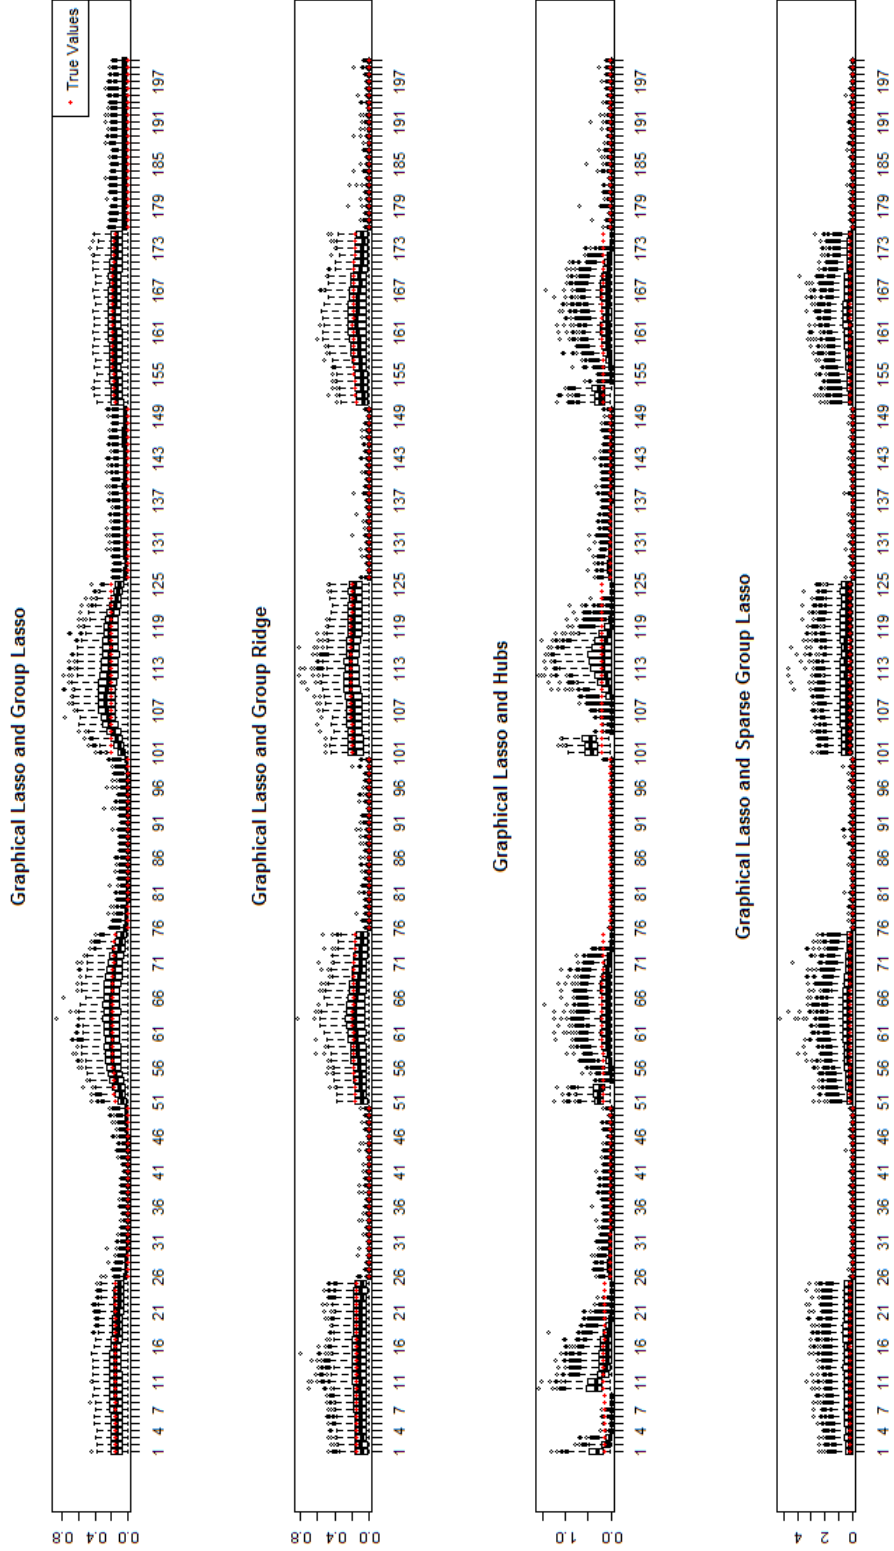 Graphical Lasso and Group Lasso
True Values
0.8
0.4
0.0
1 4 7 11 16 21 26 31 36 41 46 51 56 61 66 71 76 81 86 91 96 101 107 113 119 125 131 137 143 149 155 161 167 173 179 185 191 197
Graphical Lasso and Group Ridge
0.8
0.4
0.0
1 4 7 11 16 21 26 31 36 41 46 51 56 61 66 71 76 81 86 91 96 101 107 113 119 125 131 137 143 149 155 161 167 173 179 185 191 197
Graphical Lasso and Hubs
1.0
0.0
1 4 7 11 16 21 26 31 36 41 46 51 56 61 66 71 76 81 86 91 96 101 107 113 119 125 131 137 143 149 155 161 167 173 179 185 191 197
Graphical Lasso and Sparse Group Lasso
4
2
0
1 4 7 11 16 21 26 31 36 41 46 51 56 61 66 71 76 81 86 91 96 101 107 113 119 125 131 137 143 149 155 161 167 173 179 185 191 197